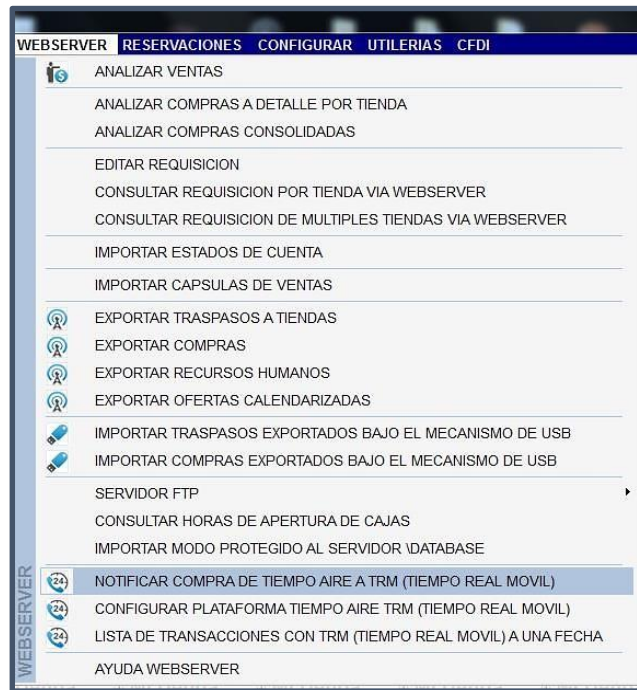 WEBSERVER RESERVACIONES CONFIGURAR UTILERIAS CFDI
ANALIZAR VENTAS
ANALIZAR COMPRAS A DETALLE POR TIENDA
ANALIZAR COMPRAS CONSOLIDADAS
EDITAR REQUISICION
CONSULTAR REQUISICION POR TIENDA VIA WEBSERVER
CONSULTAR REQUISICION DE MULTIPLES TIENDAS VIA WEBSERVER
IMPORTAR ESTADOS DE CUENTA
IMPORTAR CAPSULAS DE VENTAS
EXPORTAR TRASPASOS A TIENDAS
EXPORTAR COMPRAS
EXPORTAR RECURSOS HUMANOS
EXPORTAR OFERTAS CALENDARIZADAS
IMPORTAR TRASPASOS EXPORTADOS BAJO EL MECANISMO DE USB
IMPORTAR COMPRAS EXPORTADOS BAJO EL MECANISMO DE USB
SERVIDOR FTP
CONSULTAR HORAS DE APERTURA DE CAJAS
IMPORTAR MODO PROTEGIDO AL SERVIDOR \DATABASE
24 NOTIFICAR COMPRA DE TIEMPO AIRE A TRM (TIEMPO REAL MOVIL)
24 CONFIGURAR PLATAFORMA TIEMPO AIRE TRM (TIEMPO REAL MOVIL)
24 LISTA DE TRANSACCIONES CON TRM (TIEMPO REAL MOVIL) A UNA FECHA
AYUDA WEBSERVER
WEBSERVER